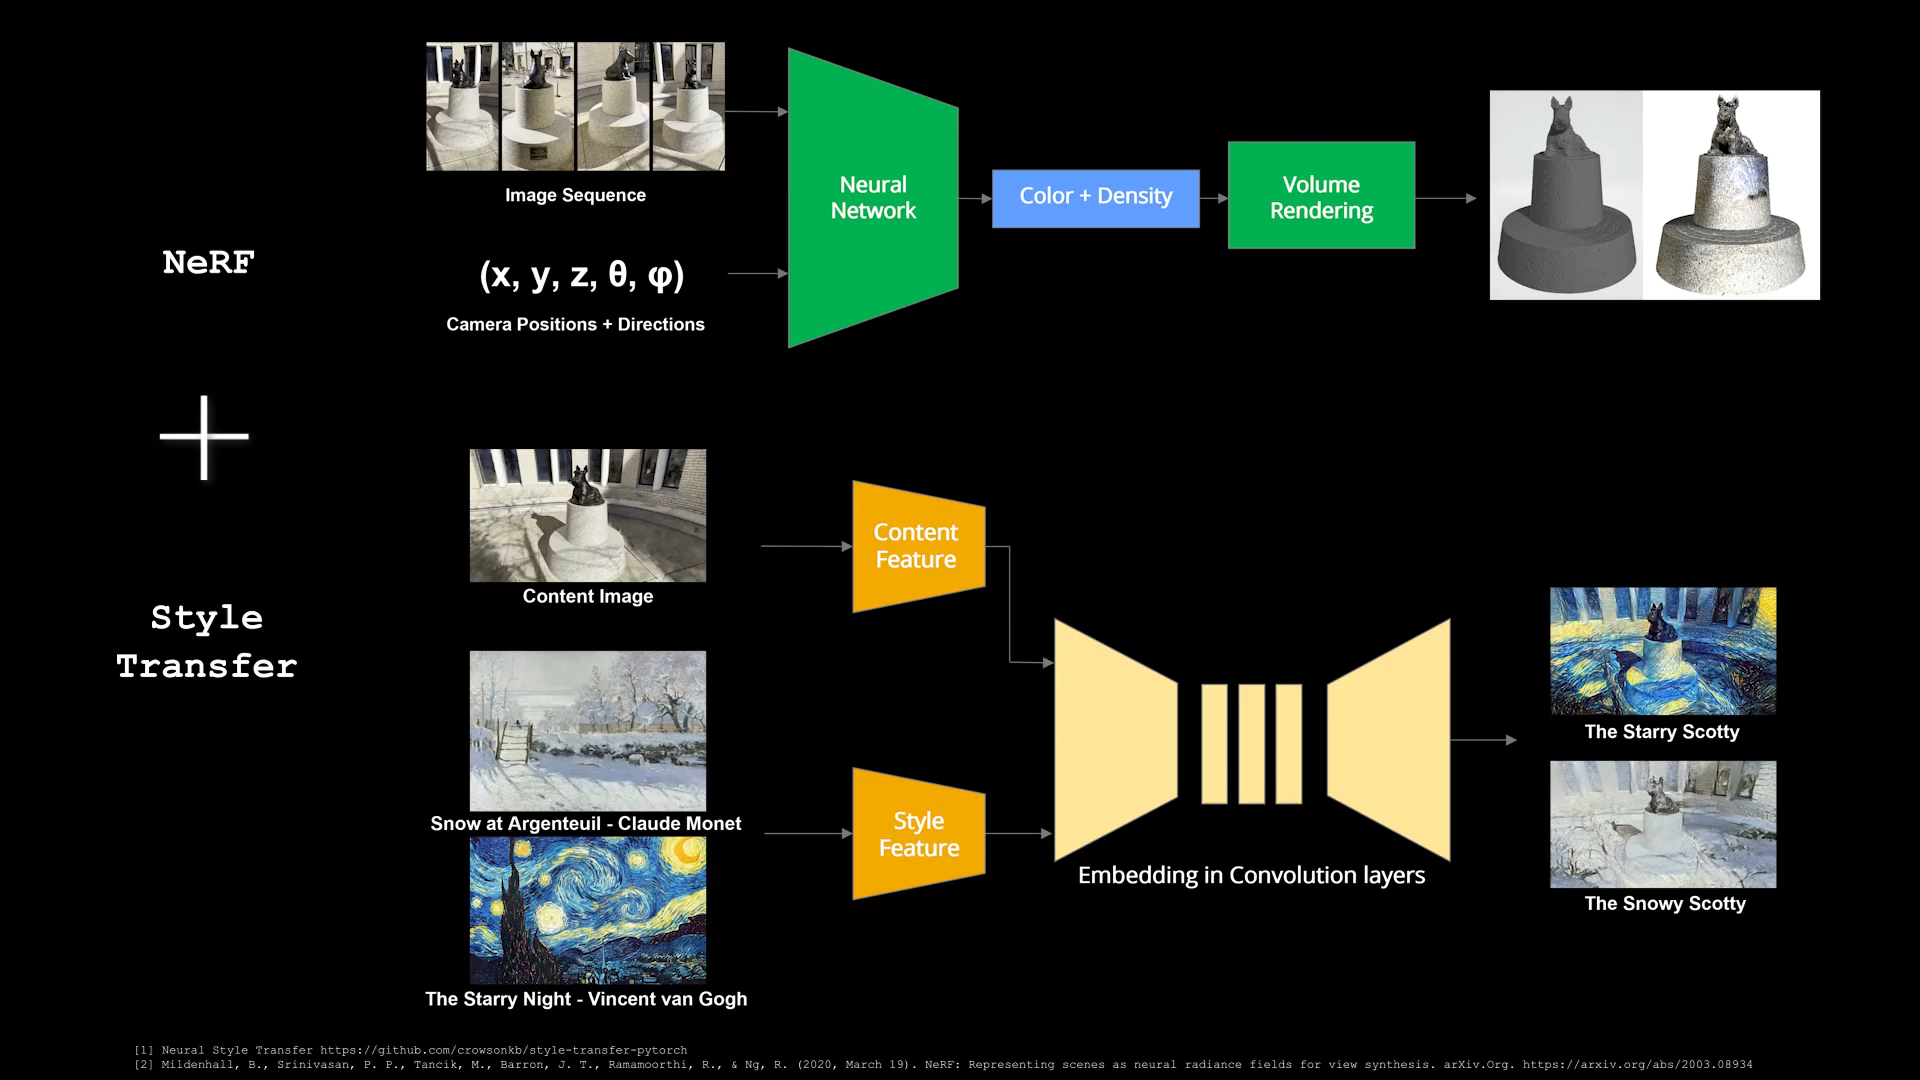 NeRF
Image Sequence
(x, y, z, θ, φ)
Camera Positions + Directions
Neural
Network
Color + Density
Volume
Rendering
Style
Transfer
Content Image
Snow at Argenteuil - Claude Monet
The Starry Night - Vincent van Gogh
Content
Feature
Style
Feature
Embedding in Convolution layers
The Starry Scotty
The Snowy Scotty
[1] Neural Style Transfer https://github.com/crowsonkb/style-transfer-pytorch
[2] Mildenhall, B., Srinivasan, P. P., Tancik, M., Barron, J. T., Ramamoorthi, R., & Ng, R. (2020, March 19). NeRF: Representing scenes as neural radiance fields for view synthesis. arXiv.Org. https://arxiv.org/abs/2003.08934